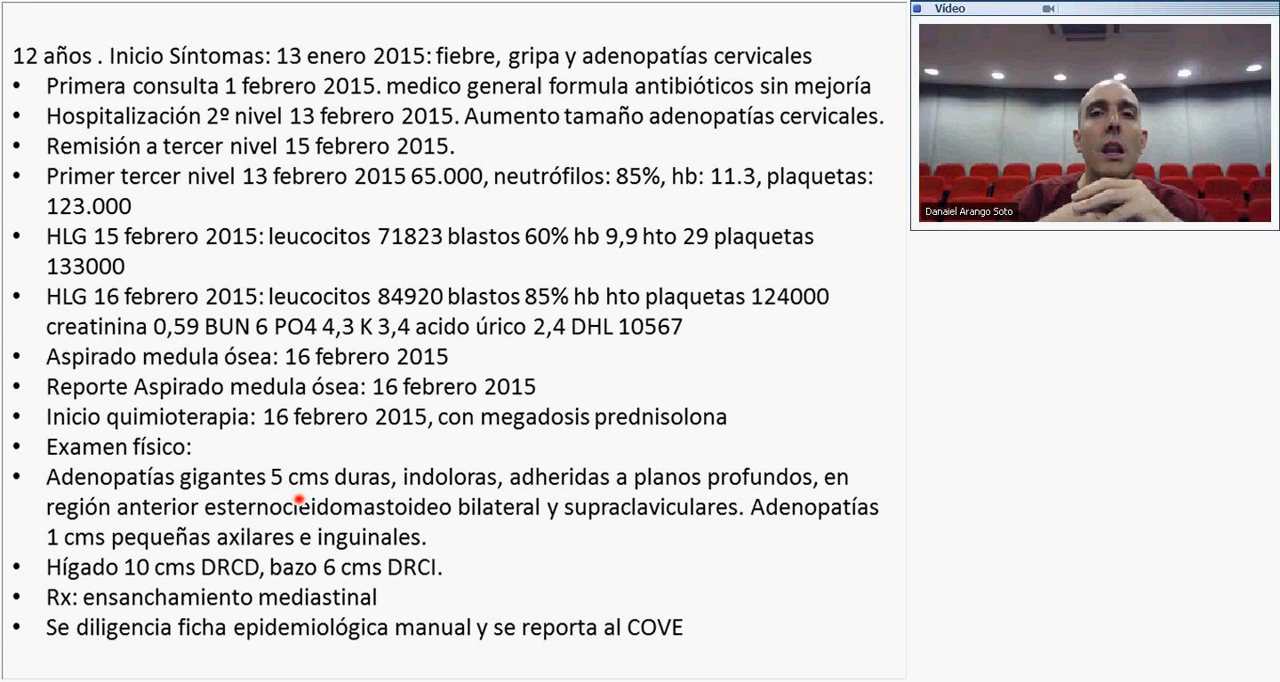 12 años . Inicio Síntomas: 13 enero 2015: fiebre, gripa y adenopatías cervicales
• Primera consulta 1 febrero 2015. medico general formula antibióticos sin mejoría
• Hospitalización 2º nivel 13 febrero 2015. Aumento tamaño adenopatías cervicales.
• Remisión a tercer nivel 15 febrero 2015.
• Primer tercer nivel 13 febrero 2015 65.000, neutrófilos: 85%, hb: 11.3, plaquetas:
123.000
• HLG 15 febrero 2015: leucocitos 71823 blastos 60% hb 9,9 hto 29 plaquetas
133000
• HLG 16 febrero 2015: leucocitos 84920 blastos 85% hb hto plaquetas 124000
creatinina 0,59 BUN 6 PO4 4,3 K 3,4 acido úrico 2,4 DHL 10567
• Aspirado medula ósea: 16 febrero 2015
• Reporte Aspirado medula ósea: 16 febrero 2015
• Inicio quimioterapia: 16 febrero 2015, con megadosis prednisolona
• Examen físico:
• Adenopatías gigantes 5 cms duras, indoloras, adheridas a planos profundos, en
región anterior esternocleidomastoideo bilateral y supraclaviculares. Adenopatías
1 cms pequeñas axilares e inguinales.
• Hígado 10 cms DRCD, bazo 6 cms DRCI.
• Rx: ensanchamiento mediastinal
• Se diligencia ficha epidemiológica manual y se reporta al COVE
Vídeo
Danaiel Arango Soto